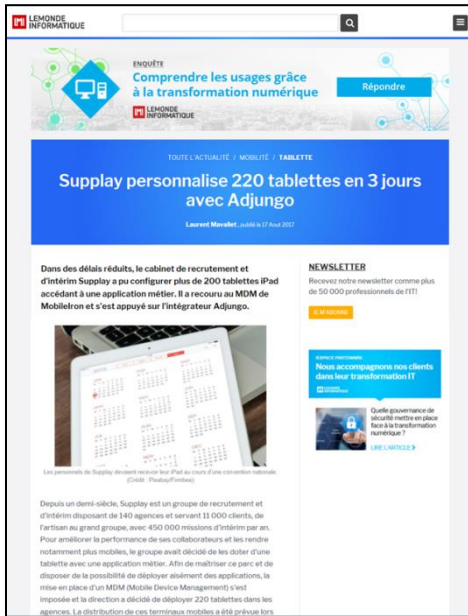 LEMONDE
INFORMATIQUE
ENQUÊTE
Comprendre les usages grâce
à la transformation numérique
Répondre
LEMONDE
INFORMATIQUE
TOUTE L'ACTUALITÉ / MOBILITÉ / TABLETTE
Supplay personnalise 220 tablettes en 3 jours
avec Adjungo
Laurent Mavallet, publié le 17 Aout 2017
Dans des délais réduits, le cabinet de recrutement et
d'intérim Supplay a pu configurer plus de 200 tablettes iPad
accédant à une application métier. Il a recouru au MDM de
MobileIron et s'est appuyé sur l'intégrateur Adjungo.
Les personnels de Supplay devaient recevoir leur iPad au cours d'une convention nationale.
(Crédit : Pixabay/Firmbee)
Depuis un demi-siècle, Supplay est un groupe de recrutement et
d'intérim disposant de 140 agences et servant 11 000 clients, de
l'artisan au grand groupe, avec 450 000 missions d'intérim par an.
Pour améliorer la performance de ses collaborateurs et les rendre
notamment plus mobiles, le groupe avait décidé de les doter d'une
tablette avec une application métier. Afin de maîtriser ce parc et de
disposer de la possibilité de déployer aisément des applications, la
mise en place d'un MDM (Mobile Device Management) s'est
imposée et la direction a décidé de déployer 220 tablettes dans les
agences. La distribution de ces terminaux mobiles a été prévue lors
NEWSLETTER
Recevez notre newsletter comme plus
de 50 000 professionnels de l'IT!
JE M'ABONNE
ESPACE PARTENAIRE
Nous accompagnons nos clients
dans leur transformation IT
Quelle gouvernance de
sécurité mettre en place
face à la transformation
numérique ?
LIRE L'ARTICLE